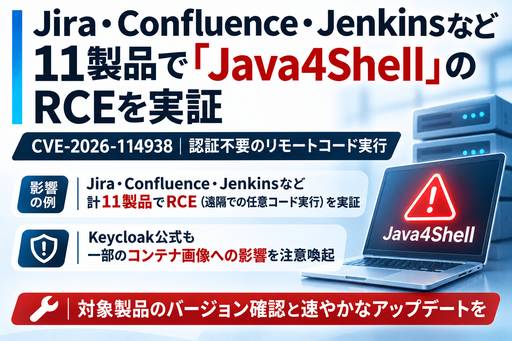 Jira・Confluence・Jenkinsなど
11製品で「Java4Shell」の
RCEを実証
CVE-2026-114938｜認証不要のリモートコード実行
影響
の例
Jira・Confluence・Jenkinsなど
計11製品でRCE（遠隔での任意コード実行）を実証
Keycloak公式も
一部のコンテナ画像への影響を注意喚起
Java4Shell
対象製品のバージョン確認と速やかなアップデートを